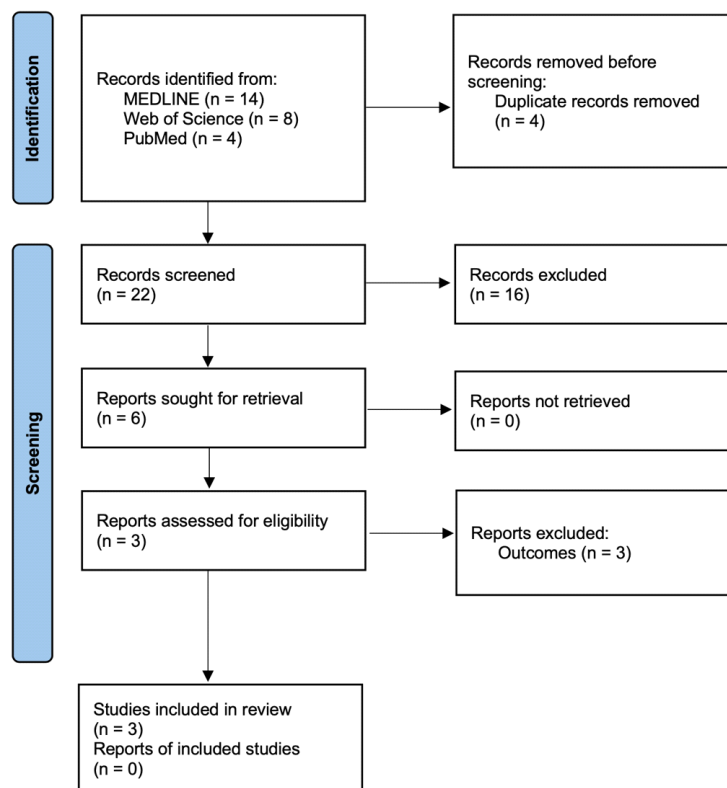 Identification
Records identified from:
MEDLINE (n = 14)
Web of Science (n = 8)
PubMed (n = 4)
Records removed before
screening:
Duplicate records removed
(n = 4)
Screening
Records screened
(n = 22)
Records excluded
(n = 16)
Reports sought for retrieval
(n = 6)
Reports not retrieved
(n = 0)
Reports assessed for eligibility
(n = 3)
Reports excluded:
Outcomes (n = 3)
Studies included in review
(n = 3)
Reports of included studies
(n = 0)